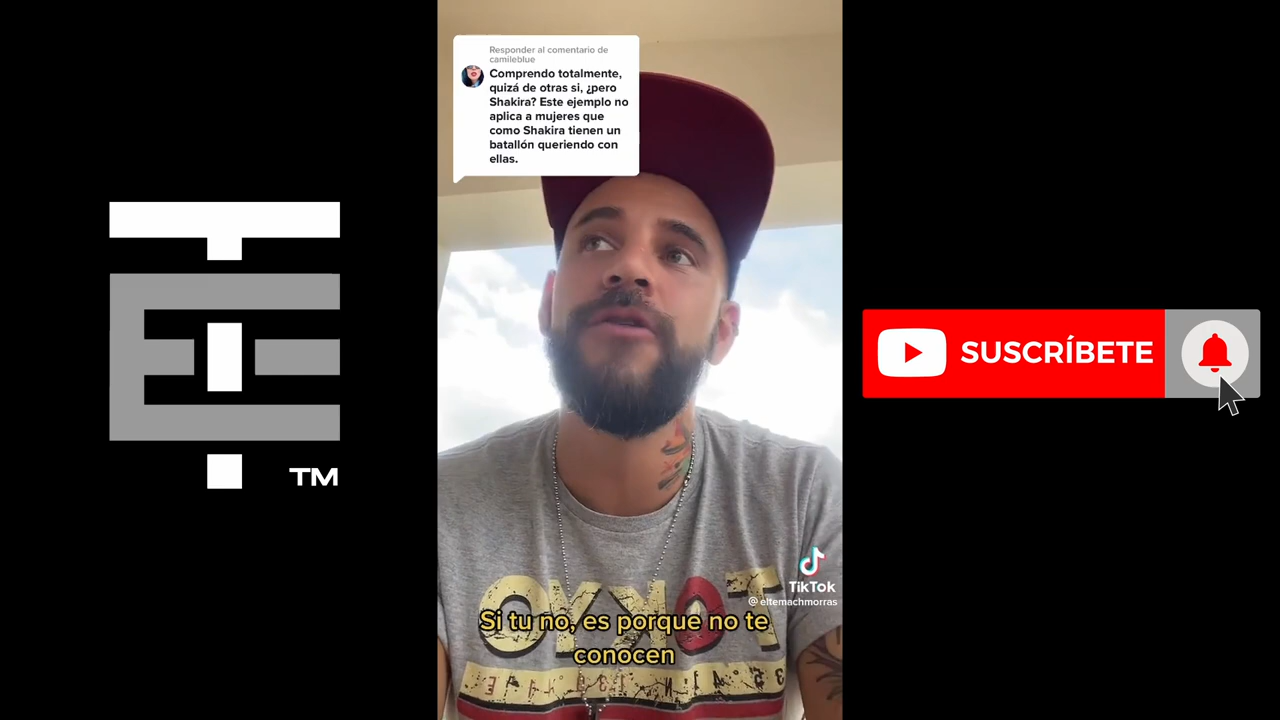 Responder al comentario de
camileblue
Comprendo totalmente,
quizá de otras si, ¿pero
Shakira? Este ejemplo no
aplica a mujeres que
como Shakira tienen un
batallón queriendo con
ellas.
TM
SUSCRÍBETE
TikTok
@eltemachmorras
TOKYO
Si tu no, es porque no te
conocen